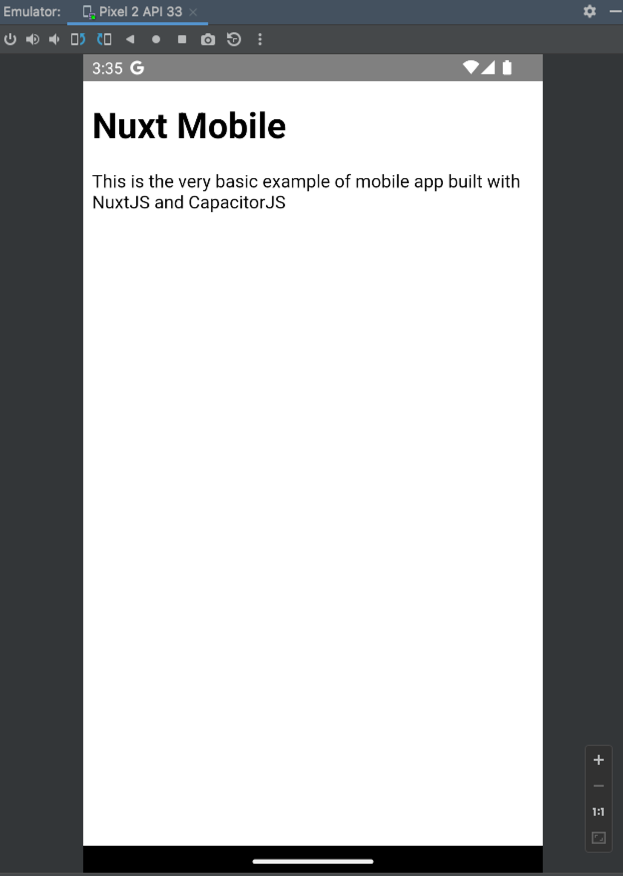 Emulator: Pixel 2 API 33
3:35 G
Nuxt Mobile
This is the very basic example of mobile app built with
NuxtJS and CapacitorJS
1:1